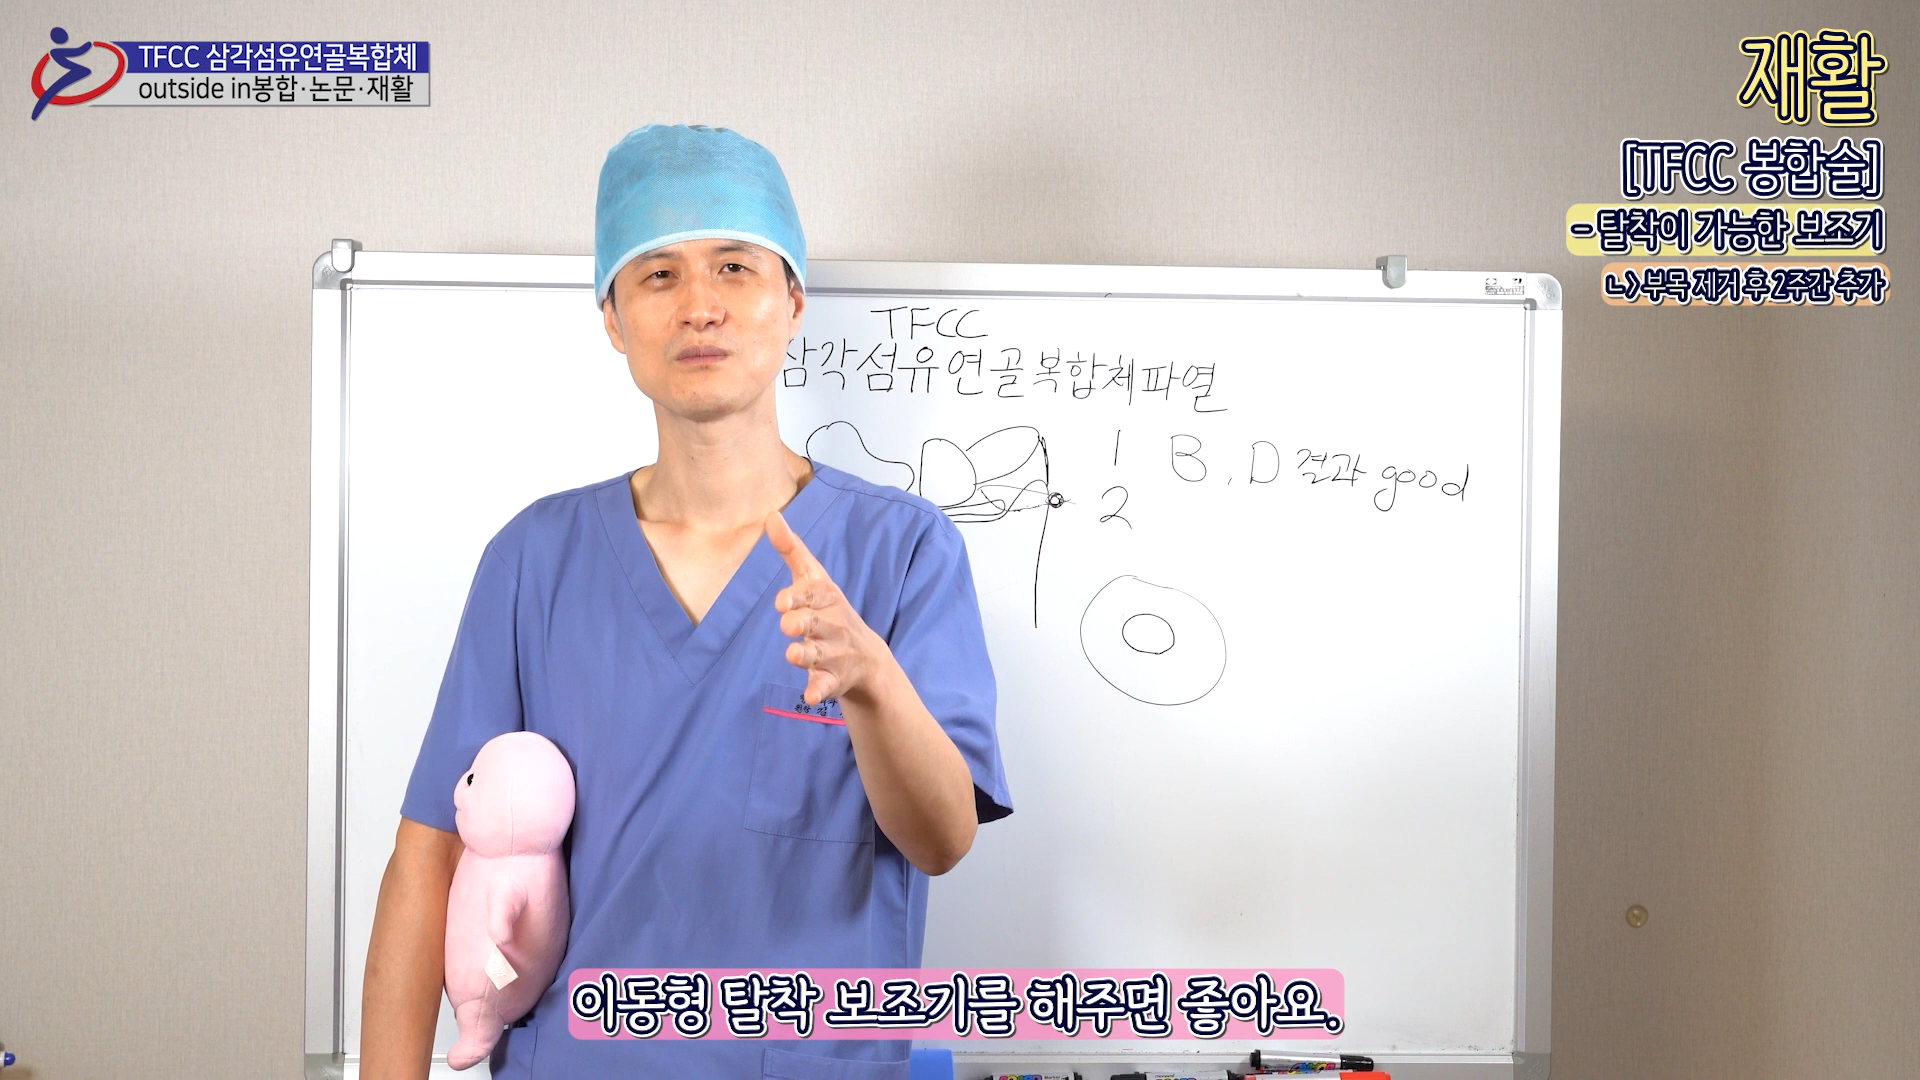 TFCC 삼각섬유연골복합체
outside in봉합·논문·재활
재활
[TFCC 봉합술]
- 탈착이 가능한 보조기
ㄴ> 부목 제거 후 2주간 추가
TFCC
삼각섬유연골복합체파열
1 B, D 결과 good
2
이동형 탈착 보조기를 해주면 좋아요.